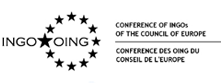 INGO★OING
CONFERENCE OF INGOs
OF THE COUNCIL OF EUROPE
CONFERENCE DES OING DU
CONSEIL DE L'EUROPE